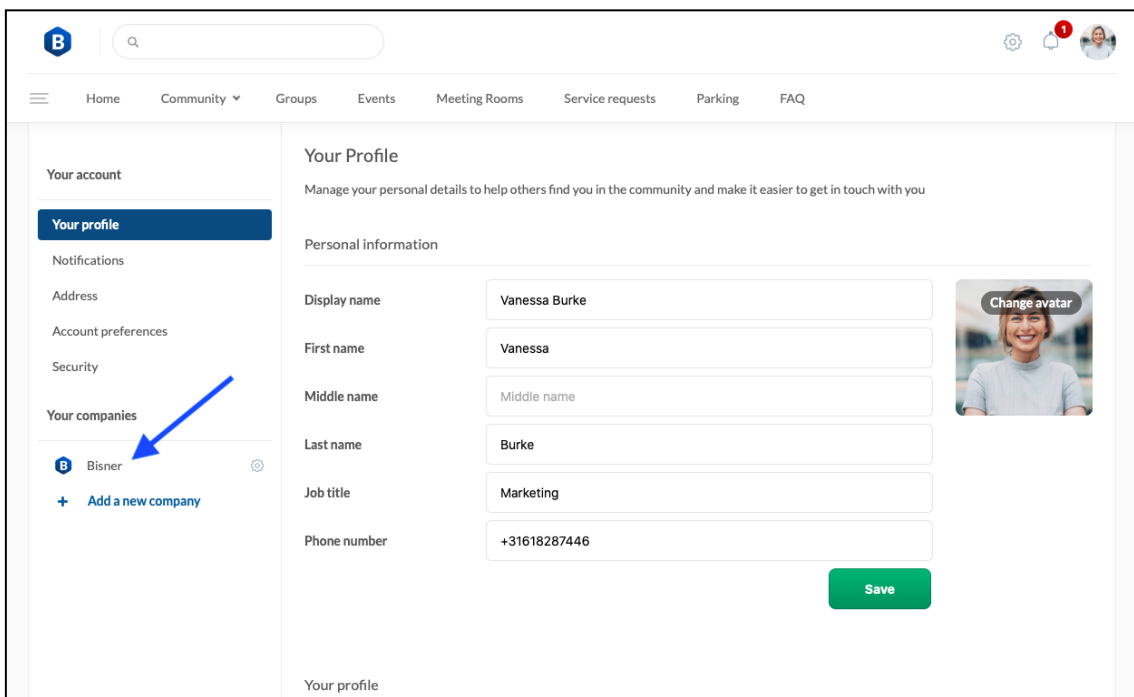 B
1
Home Community Groups Events Meeting Rooms Service requests Parking FAQ
Your account
Your profile
Notifications
Address
Account preferences
Security
Your companies
B Bisner
+ Add a new company
Your Profile
Manage your personal details to help others find you in the community and make it easier to get in touch with you
Personal information
Display name Vanessa Burke
Change avatar
First name Vanessa
Middle name Middle name
Last name Burke
Job title Marketing
Phone number +31618287446
Save
Your profile